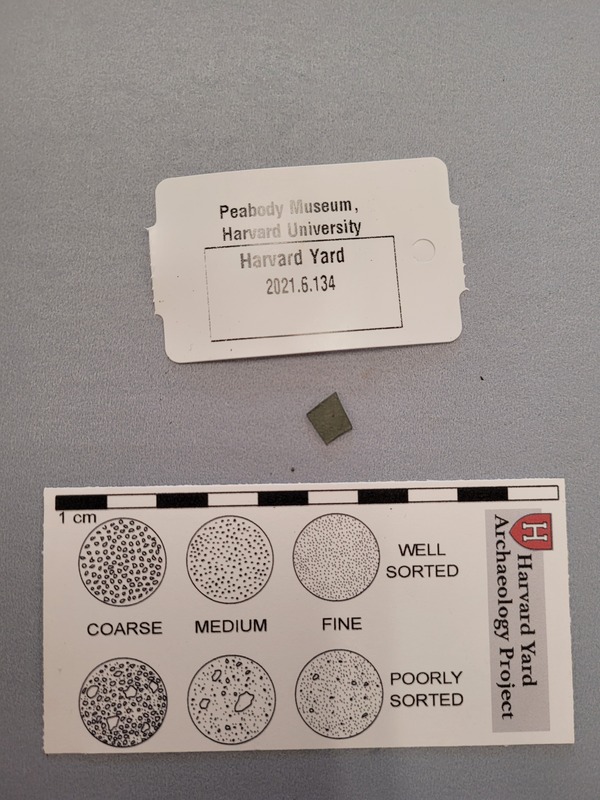 Peabody Museum,
Harvard University
Harvard Yard
2021.6.134
1 cm
WELL
SORTED
COARSE
MEDIUM
FINE
POORLY
SORTED
H
Harvard Yard
Archaeology Project